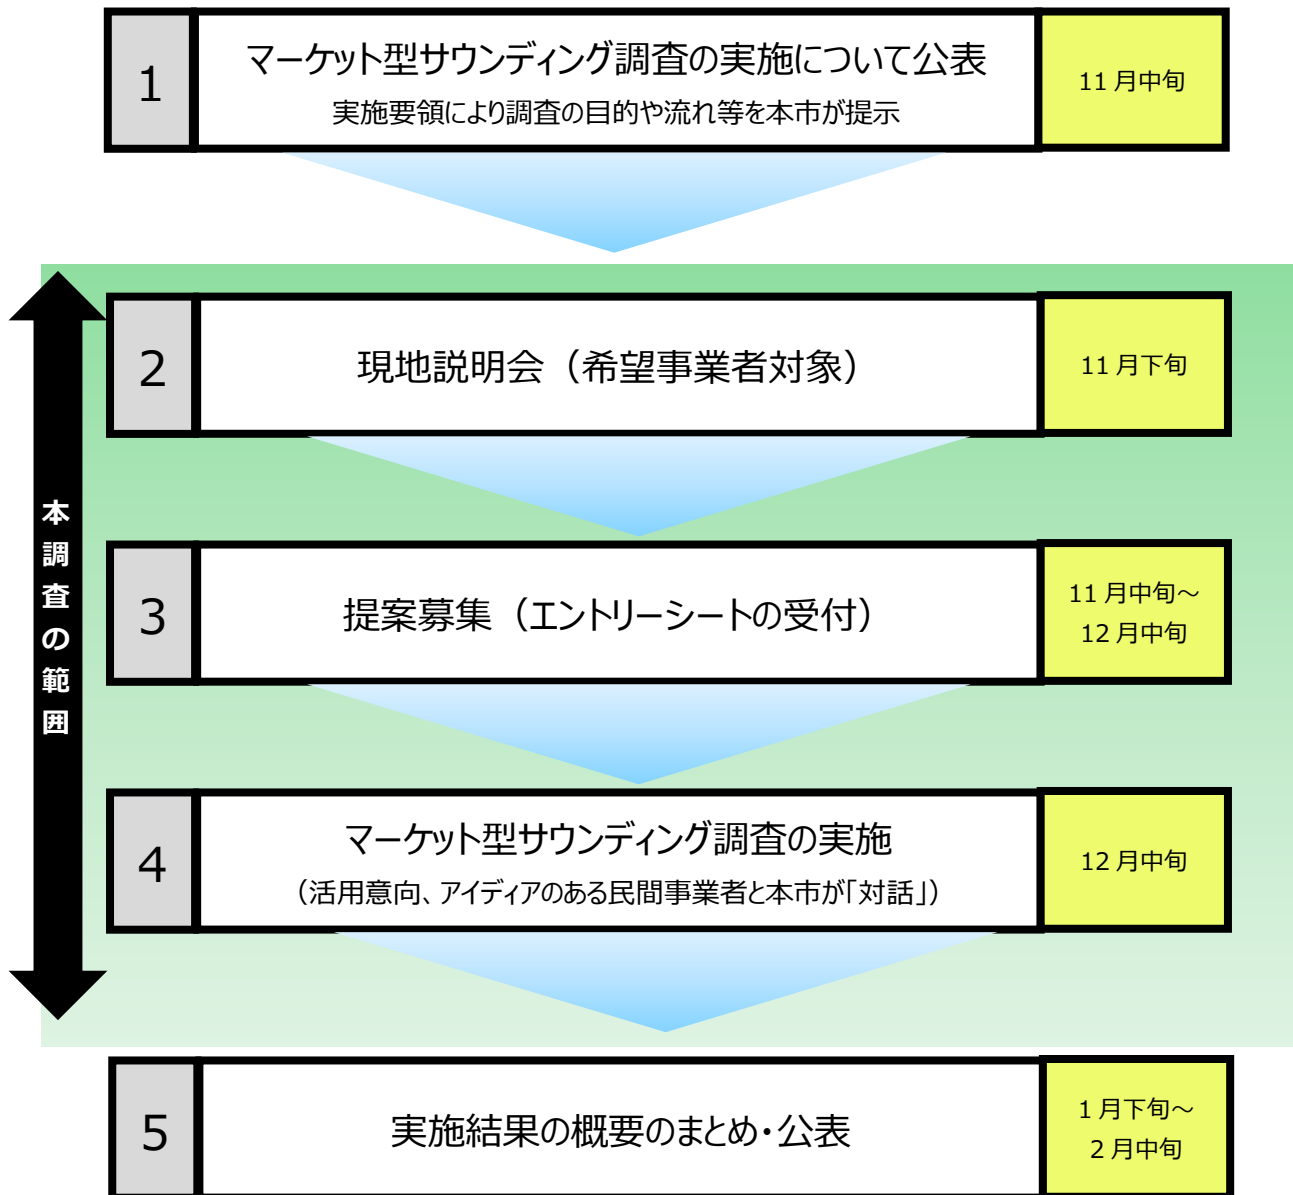 1
マーケット型サウンディング調査の実施について公表
実施要領により調査の目的や流れ等を本市が提示
11月中旬
本調査の範囲
2
現地説明会（希望事業者対象）
11月下旬
3
提案募集（エントリーシートの受付）
11月中旬～
12月中旬
4
マーケット型サウンディング調査の実施
（活用意向、アイディアのある民間事業者と本市が「対話」）
12月中旬
5
実施結果の概要のまとめ・公表
1月下旬～
2月中旬